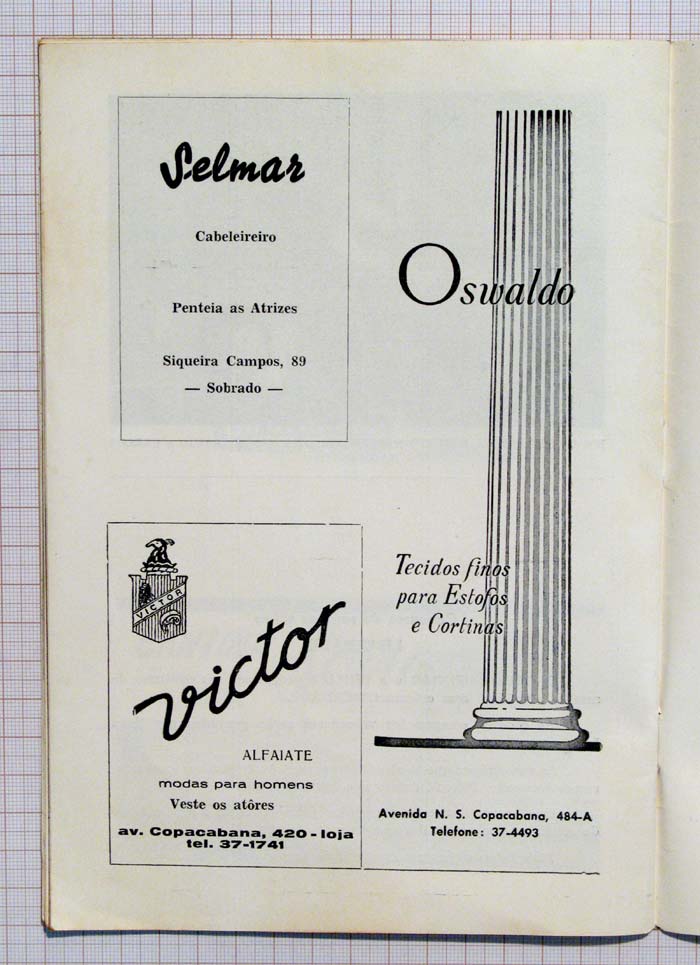 Selmar
Cabeleireiro
Penteia as Atrizes
Siqueira Campos, 89
— Sobrado —
Oswaldo
Tecidos finos
para Estofos
e Cortinas
Avenida N. S. Copacabana, 484-A
Telefone: 37-4493
VICTOR
victor
ALFAIATE
modas para homens
Veste os atôres
av. Copacabana, 420 - loja
tel. 37-1741